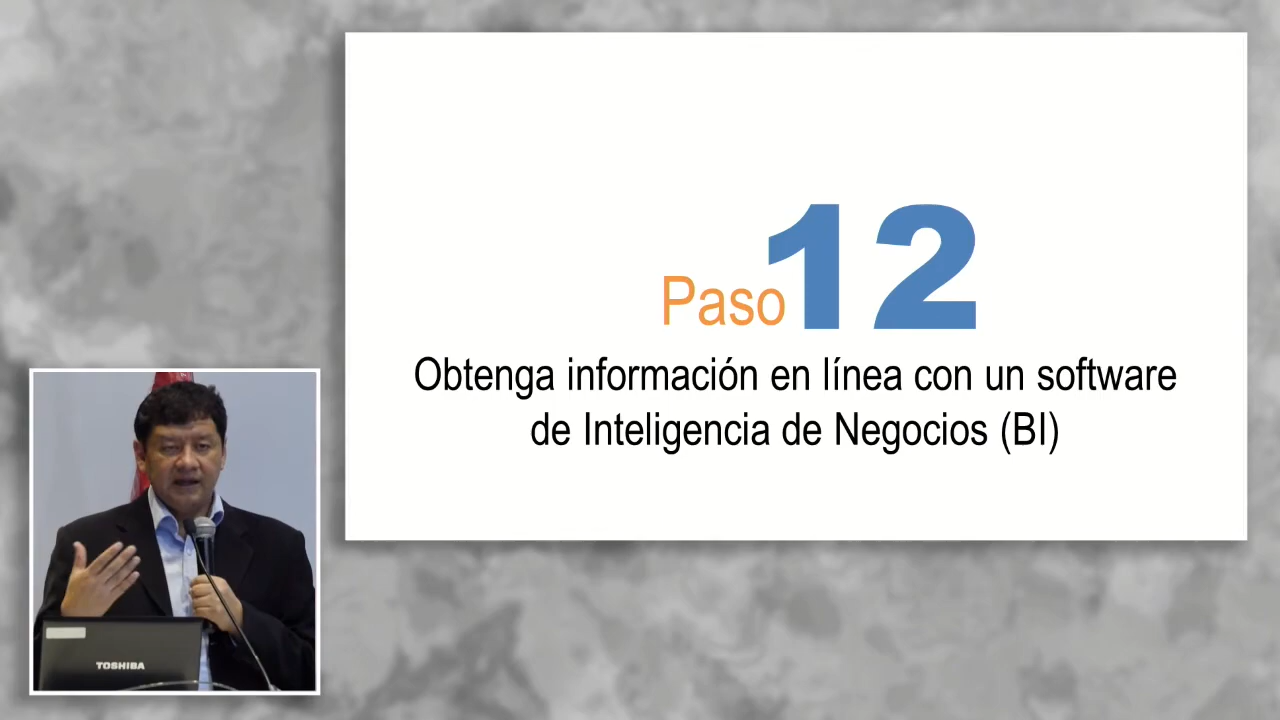 Paso 12
Obtenga información en línea con un software
de Inteligencia de Negocios (BI)
TOSHIBA